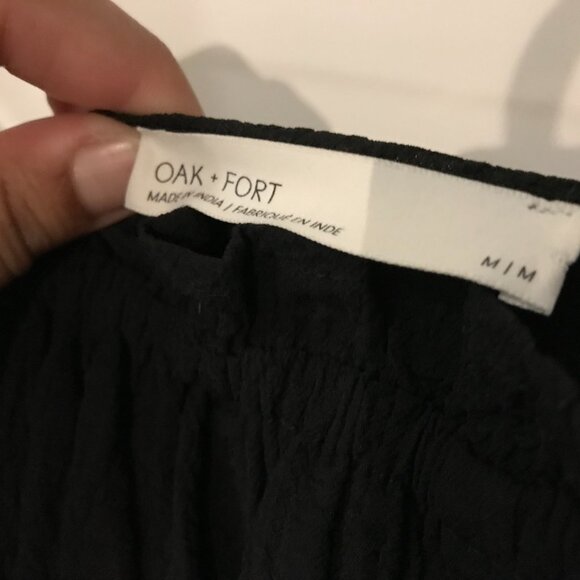 OAK + FORT
MADE IN INDIA / FABRIQUÉ EN INDE
M / M